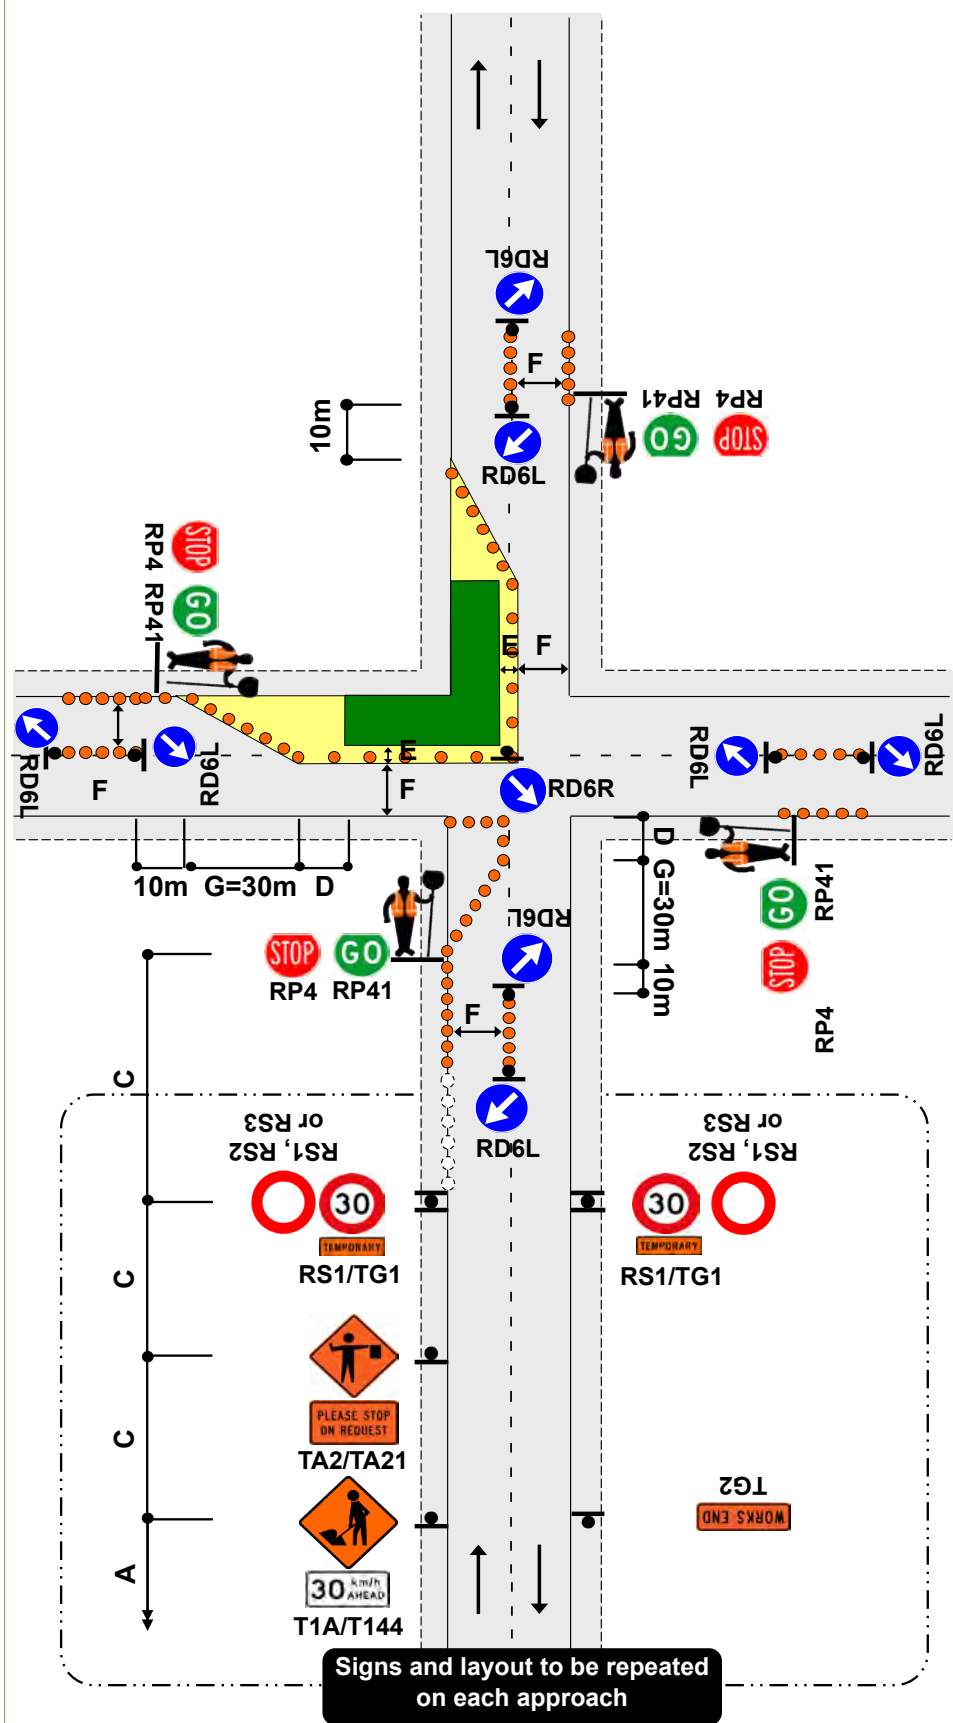 RD6L
F
10m
RP41 RP4
GO STOP
RD6L
STOP
RP4
GO
RP41
E
F
RD6L
F
RD6L
E
F
RD6R
RD6L
RD6L
10m
G=30m
D
D
G=30m
10m
GO
RP41
STOP
RP4
STOP
GO
RP4
RP41
RD6L
F
C
RD6L
RS1, RS2
or RS3
RS1, RS2
or RS3
30
TEMPORARY
RS1/TG1
30
TEMPORARY
RS1/TG1
C
PLEASE STOP
ON REQUEST
TA2/TA21
C
TG2
WORKS END
A
30 km/h
AHEAD
T1A/T144
Signs and layout to be repeated
on each approach